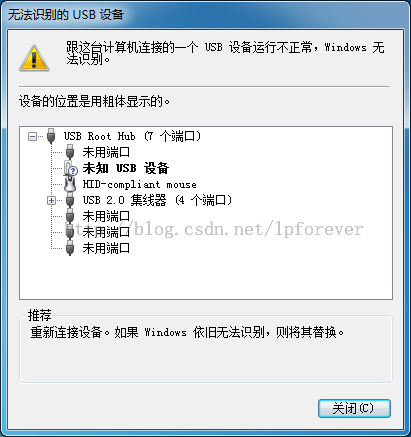 无法识别的 USB 设备
跟这台计算机连接的一个 USB 设备运行不正常，Windows 无
法识别。
设备的位置是用粗体显示的。
USB Root Hub (7 个端口)
未用端口
未知 USB 设备
HID-compliant mouse
USB 2.0 集线器 (4 个端口)
未用端口
http://blog.csdn.net/lpforever
未用端口
未用端口
推荐
重新连接设备。如果 Windows 依旧无法识别，则将其替换。
关闭(C)